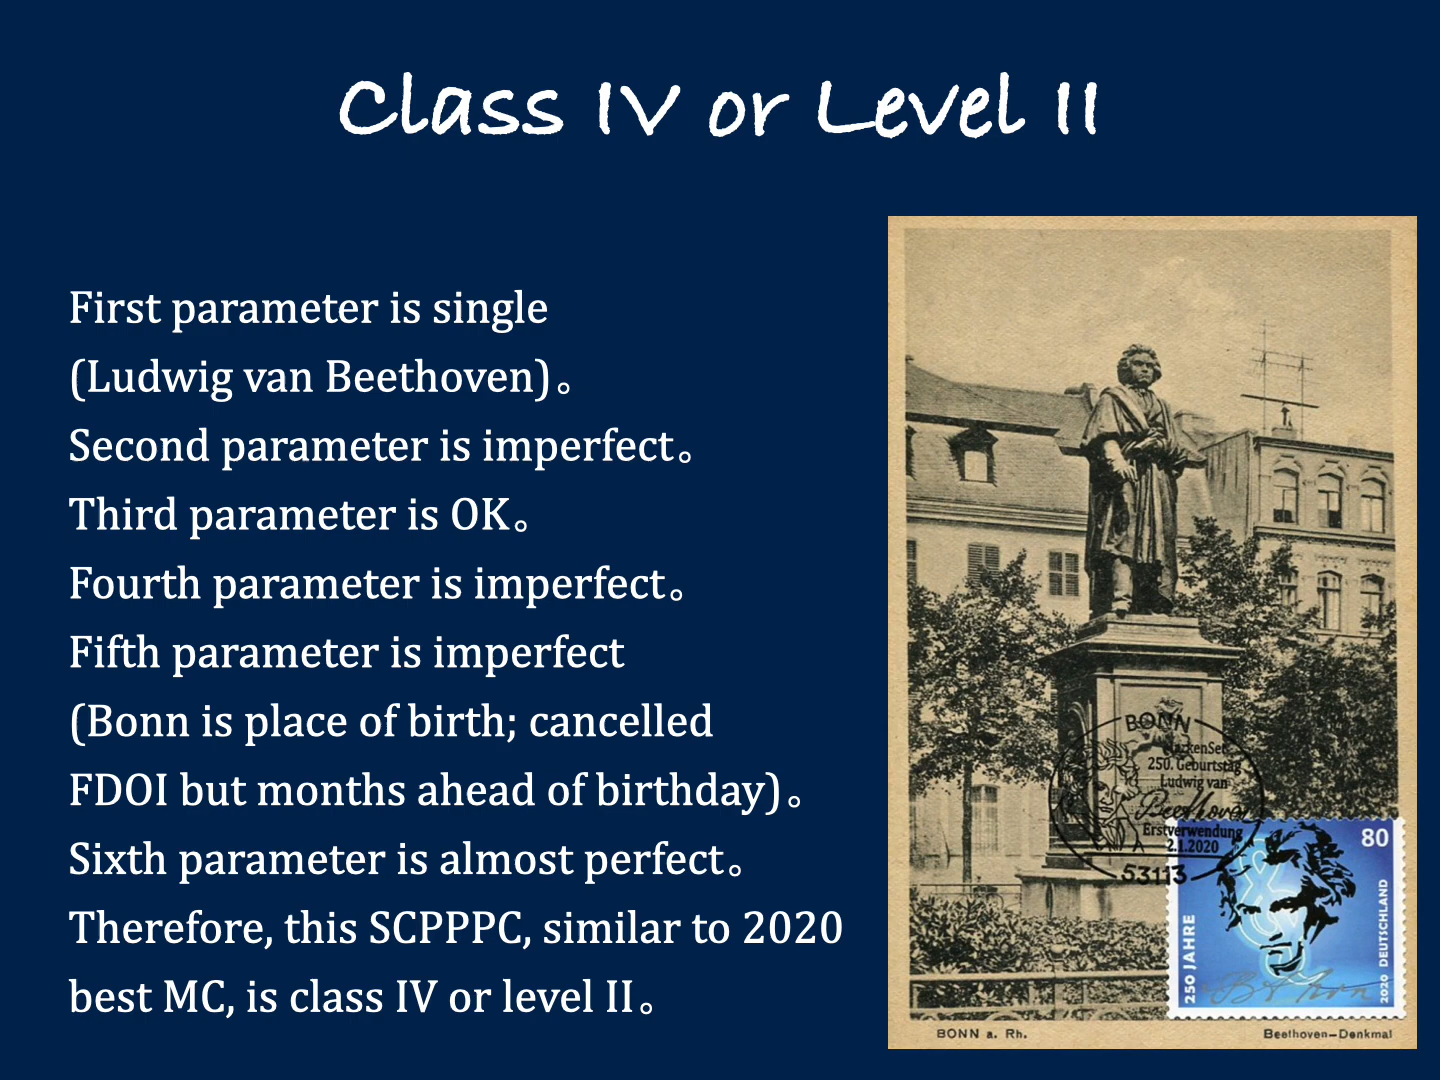 Class IV or Level II
First parameter is single
(Ludwig van Beethoven)。
Second parameter is imperfect。
Third parameter is OK。
Fourth parameter is imperfect。
Fifth parameter is imperfect
(Bonn is place of birth; cancelled
FDOI but months ahead of birthday)。
Sixth parameter is almost perfect。
Therefore, this SCPPPC, similar to 2020
best MC, is class IV or level II。
BONN
250. Geburtstag
Ludwig van
Beethoven
Erstverwendung
2.1.2020
53113
80
250 JAHRE
2020 DEUTSCHLAND
BONN a. Rh.
Beethoven-Denkmal